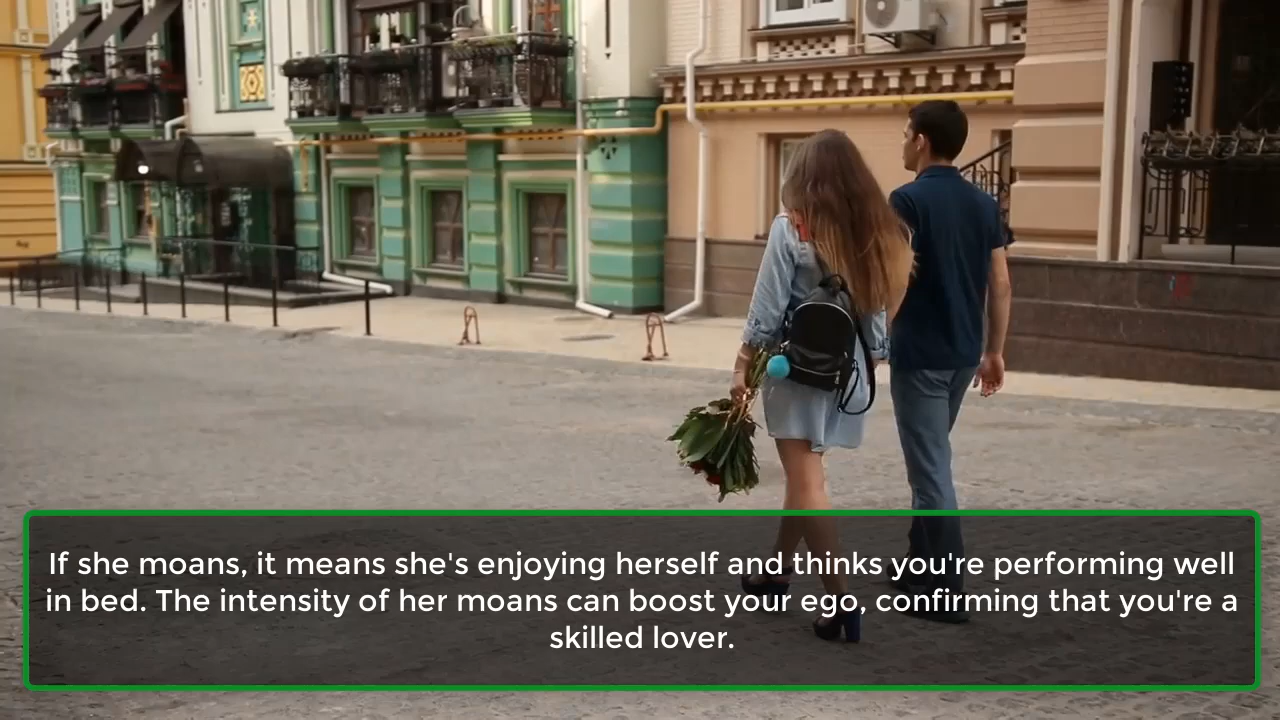 If she moans, it means she's enjoying herself and thinks you're performing well
in bed. The intensity of her moans can boost your ego, confirming that you're a
skilled lover.